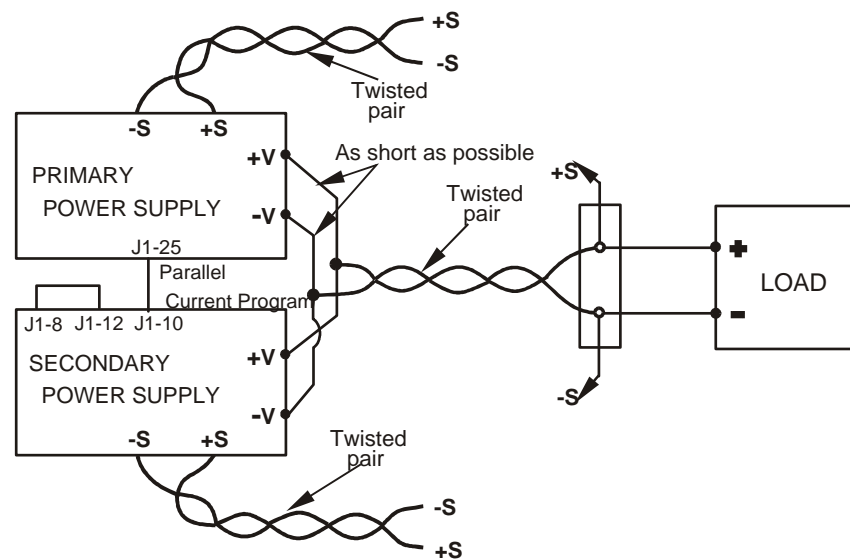 +S
-S
Twisted
pair
-S +S
PRIMARY
POWER SUPPLY
+V
-V
As short as possible
J1-25
Parallel
Current Program
J1-8 J1-12 J1-10
SECONDARY
POWER SUPPLY
+V
-V
-S +S
Twisted
pair
-S
+S
Twisted
pair
+S
-S
+
-
LOAD